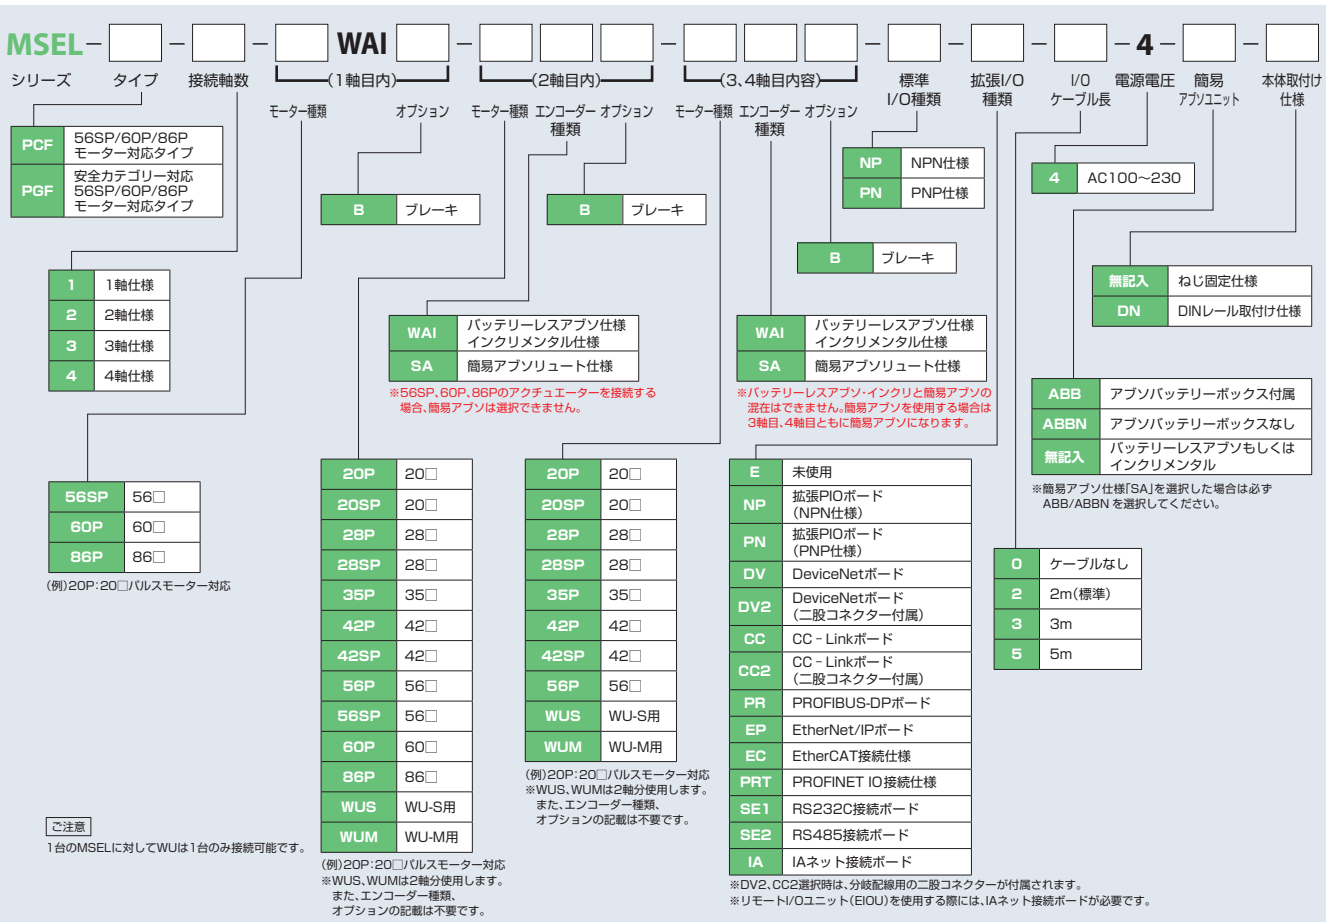 MSEL－ － － WAI － － － － － －4－ －
シリーズ タイプ 接続軸数 （1軸目内） （2軸目内） （3、4軸目内容） 標準 I/O種類 拡張I/O 種類 I/O ケーブル長 電源電圧 簡易 アブソユニット 本体取付け 仕様
モーター種類 オプション モーター種類 エンコーダー 種類 オプション モーター種類 エンコーダー 種類 オプション
PCF 56SP/60P/86P
モーター対応タイプ
PGF 安全カテゴリー対応
56SP/60P/86P
モーター対応タイプ
1 1軸仕様
2 2軸仕様
3 3軸仕様
4 4軸仕様
56SP 56□
60P 60□
86P 86□
（例）20P：20□パルスモーター対応
ご注意
1台のMSELに対してWUは1台のみ接続可能です。
B ブレーキ
B ブレーキ
WAI バッテリーレスアブソ仕様
インクリメンタル仕様
SA 簡易アブソリュート仕様
※56SP、60P、86Pのアクチュエーターを接続する
場合、簡易アブソは選択できません。
20P 20□
20SP 20□
28P 28□
28SP 28□
35P 35□
42P 42□
42SP 42□
56P 56□
56SP 56□
60P 60□
86P 86□
WUS WU-S用
WUM WU-M用
（例）20P：20□パルスモーター対応
※WUS、WUMは2軸分使用します。
また、エンコーダー種類、
オプションの記載は不要です。
20P 20□
20SP 20□
28P 28□
28SP 28□
35P 35□
42P 42□
42SP 42□
56P 56□
WUS WU-S用
WUM WU-M用
（例）20P：20□パルスモーター対応
※WUS、WUMは2軸分使用します。
また、エンコーダー種類、
オプションの記載は不要です。
B ブレーキ
WAI バッテリーレスアブソ仕様
インクリメンタル仕様
SA 簡易アブソリュート仕様
※バッテリーレスアブソ・インクリと簡易アブソの
混在はできません。簡易アブソを使用する場合は
3軸目、4軸目ともに簡易アブソになります。
NP NPN仕様
PN PNP仕様
E 未使用
NP 拡張PIOボード
（NPN仕様）
PN 拡張PIOボード
（PNP仕様）
DV DeviceNetボード
DV2 DeviceNetボード
（二股コネクター付属）
CC CC‐Linkボード
CC2 CC‐Linkボード
（二股コネクター付属）
PR PROFIBUS-DPボード
EP EtherNet/IPボード
EC EtherCAT接続仕様
PRT PROFINET IO接続仕様
SE1 RS232C接続ボード
SE2 RS485接続ボード
IA IAネット接続ボード
※DV2、CC2選択時は、分岐配線用の二股コネクターが付属されます。
※リモートI/Oユニット（EIOU）を使用する際には、IAネット接続ボードが必要です。
4 AC100～230
無記入 ねじ固定仕様
DN DINレール取付け仕様
ABB アブソバッテリーボックス付属
ABBN アブソバッテリーボックスなし
無記入 バッテリーレスアブソもしくは
インクリメンタル
※簡易アブソ仕様「SA」を選択した場合は必ず
ABB/ABBN を選択してください。
0 ケーブルなし
2 2m（標準）
3 3m
5 5m